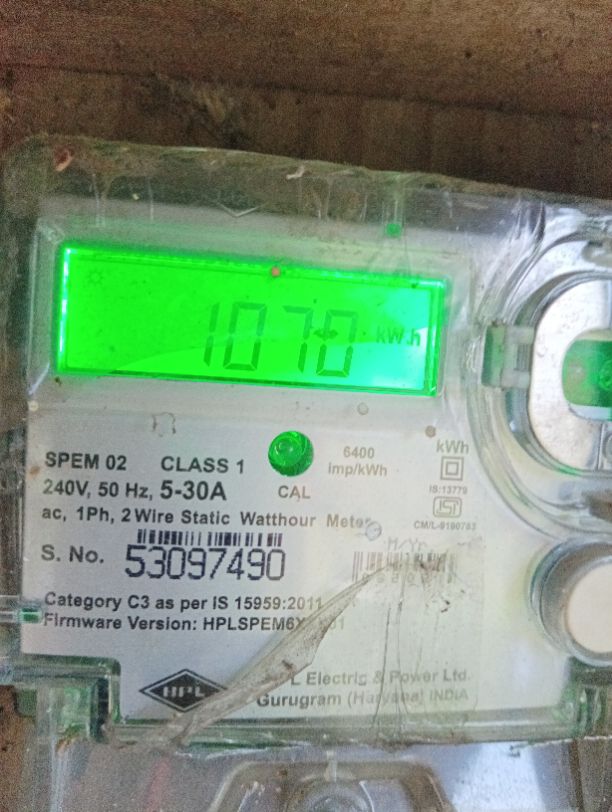 1070 kWh
SPEM 02 CLASS 1
6400 imp/kWh
kWh
240V, 50 Hz, 5-30A
CAL
IS:13779
ac, 1Ph, 2 Wire Static Watthour Meter
CM/L-9190783
M/Yr
S. No. 53097490
Category C3 as per IS 15959:2011
Firmware Version:
HPL
Electric & Power Ltd.
Gurugram (Haryana) INDIA